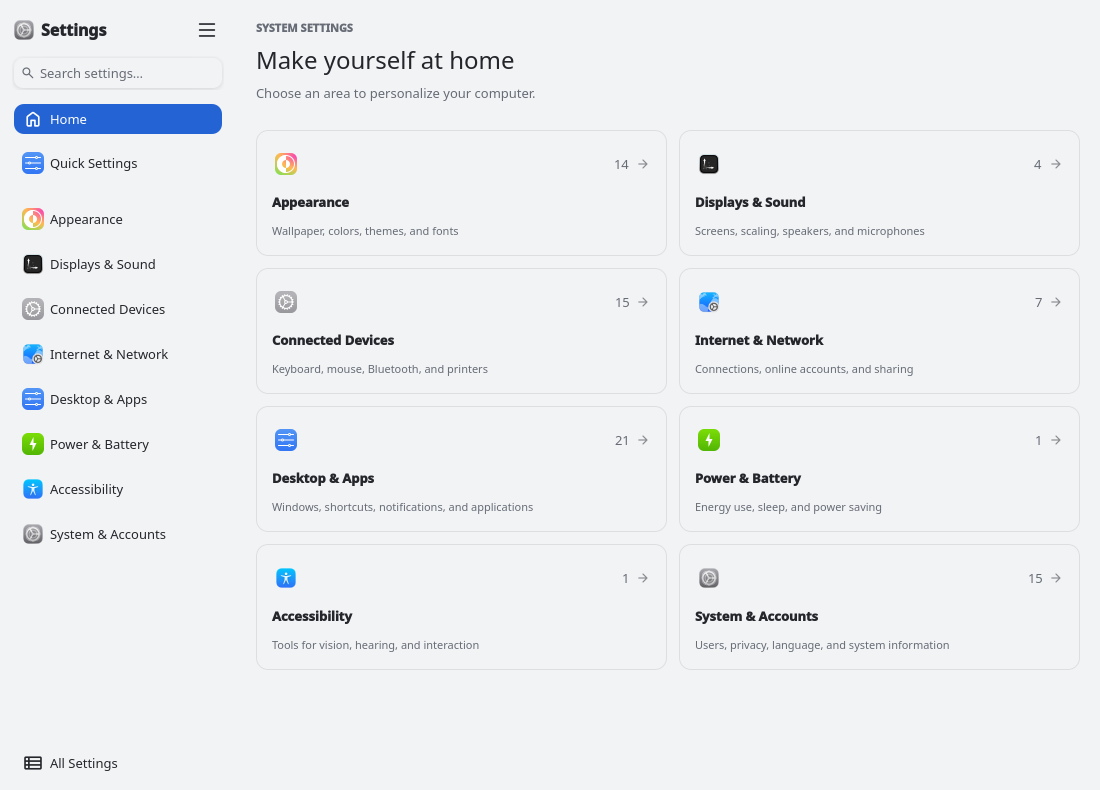 Settings
Search settings...
Home
Quick Settings
Appearance
Displays & Sound
Connected Devices
Internet & Network
Desktop & Apps
Power & Battery
Accessibility
System & Accounts
All Settings
SYSTEM SETTINGS
Make yourself at home
Choose an area to personalize your computer.
14
Appearance
Wallpaper, colors, themes, and fonts
4
Displays & Sound
Screens, scaling, speakers, and microphones
15
Connected Devices
Keyboard, mouse, Bluetooth, and printers
7
Internet & Network
Connections, online accounts, and sharing
21
Desktop & Apps
Windows, shortcuts, notifications, and applications
1
Power & Battery
Energy use, sleep, and power saving
1
Accessibility
Tools for vision, hearing, and interaction
15
System & Accounts
Users, privacy, language, and system information